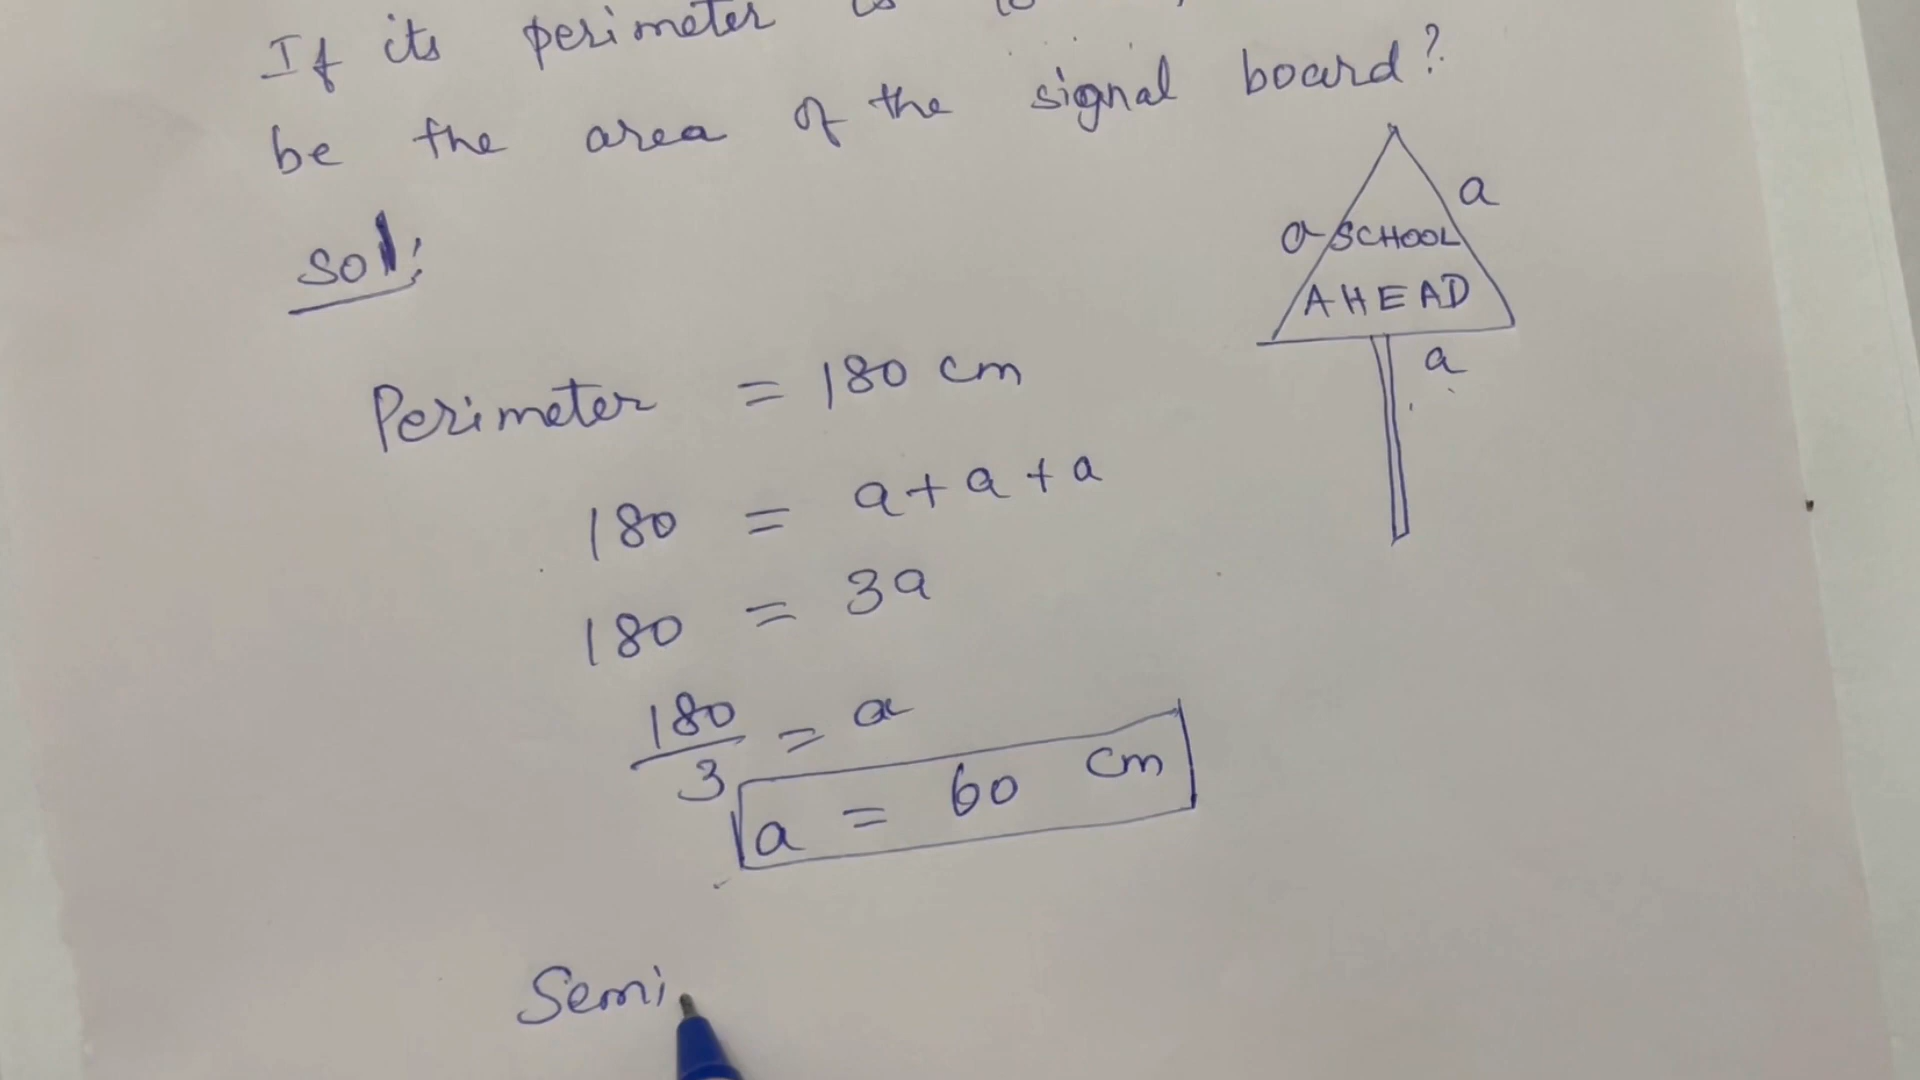 If its perimeter is
be the area of the signal board?
sol:
a
a SCHOOL
AHEAD
a
Perimeter = 180 cm
180 = a + a + a
180 = 3a
180/3 = a
a = 60 cm
Semi